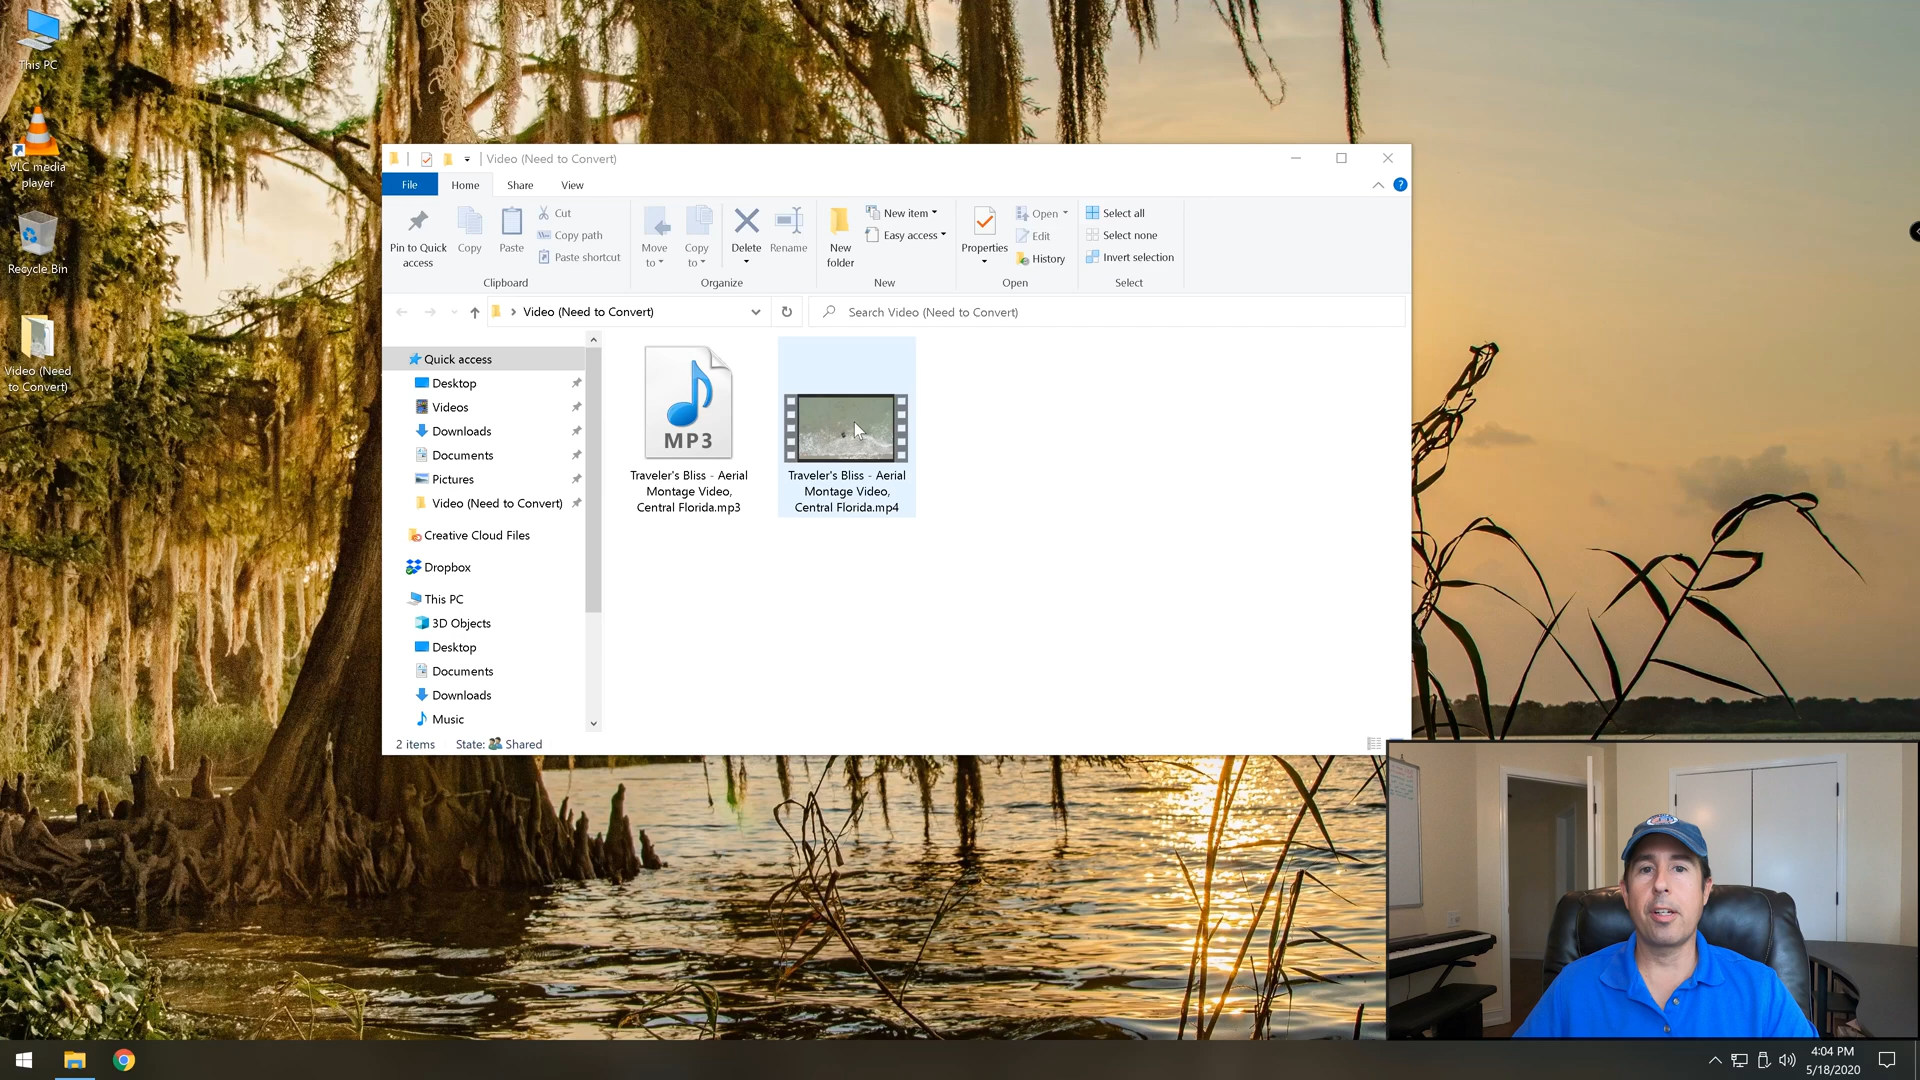 This PC
VLC media
player
Recycle Bin
Video (Need
to Convert)
Video (Need to Convert)
File
Home
Share
View
?
Pin to Quick
access
Copy
Paste
Cut
Copy path
Paste shortcut
Clipboard
Move
to
Copy
to
Delete
Rename
Organize
New
folder
New item
Easy access
New
Properties
Open
Edit
History
Open
Select all
Select none
Invert selection
Select
Video (Need to Convert)
Search Video (Need to Convert)
Quick access
Desktop
Videos
Downloads
Documents
Pictures
Video (Need to Convert)
Creative Cloud Files
Dropbox
This PC
3D Objects
Desktop
Documents
Downloads
Music
MP3
Traveler's Bliss - Aerial
Montage Video,
Central Florida.mp3
Traveler's Bliss - Aerial
Montage Video,
Central Florida.mp4
2 items
State:
Shared
4:04 PM
5/18/2020